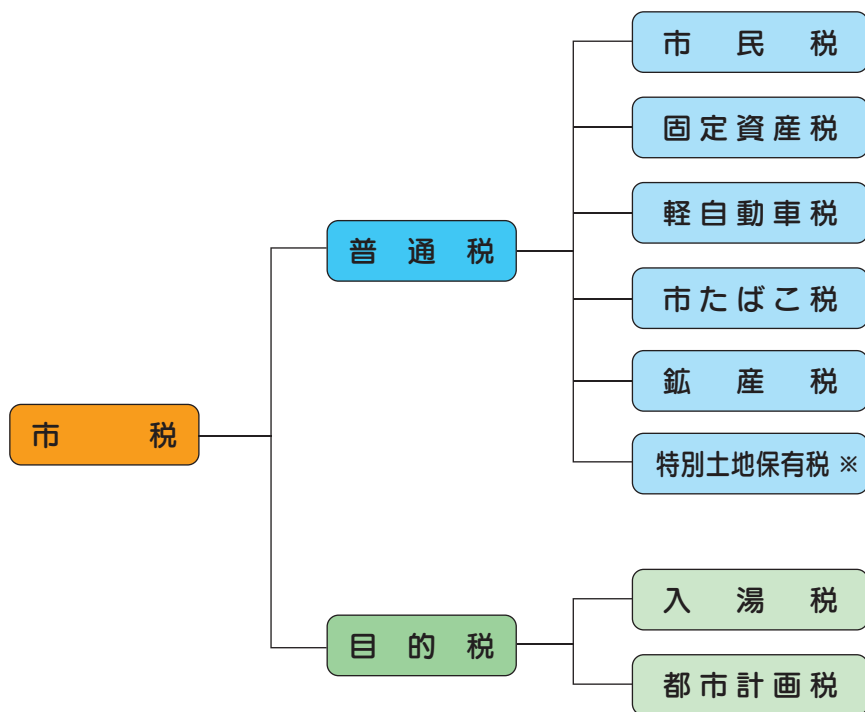 市民税
固定資産税
軽自動車税
普通税
市たばこ税
鉱産税
市税
特別土地保有税※
入湯税
目的税
都市計画税